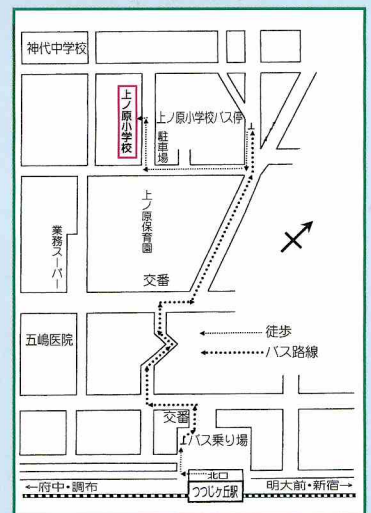 神代中学校
上ノ原小学校
上ノ原小学校バス停
駐車場
上ノ原保育園
業務スーパー
交番
五嶋医院
徒歩
バス路線
交番
バス乗り場
北口
←府中・調布
つつじヶ丘駅
明大前・新宿→